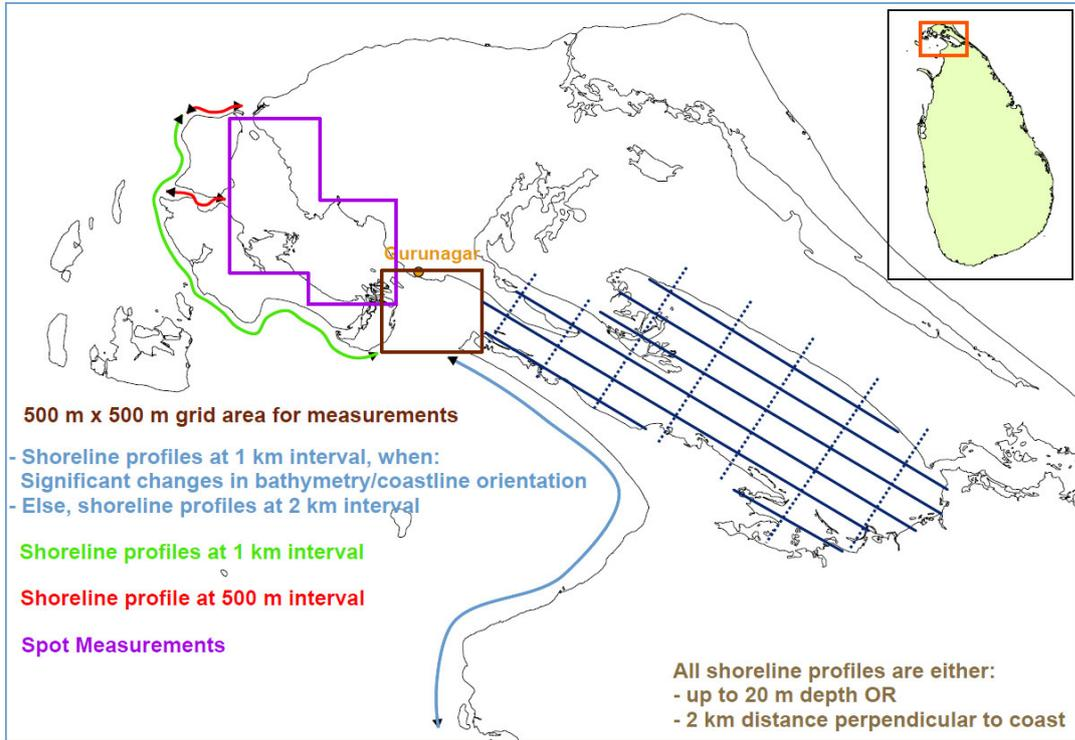 Gurunagar
500 m x 500 m grid area for measurements
- Shoreline profiles at 1 km interval, when:
Significant changes in bathymetry/coastline orientation
- Else, shoreline profiles at 2 km interval
Shoreline profiles at 1 km interval
Shoreline profile at 500 m interval
Spot Measurements
All shoreline profiles are either:
- up to 20 m depth OR
- 2 km distance perpendicular to coast